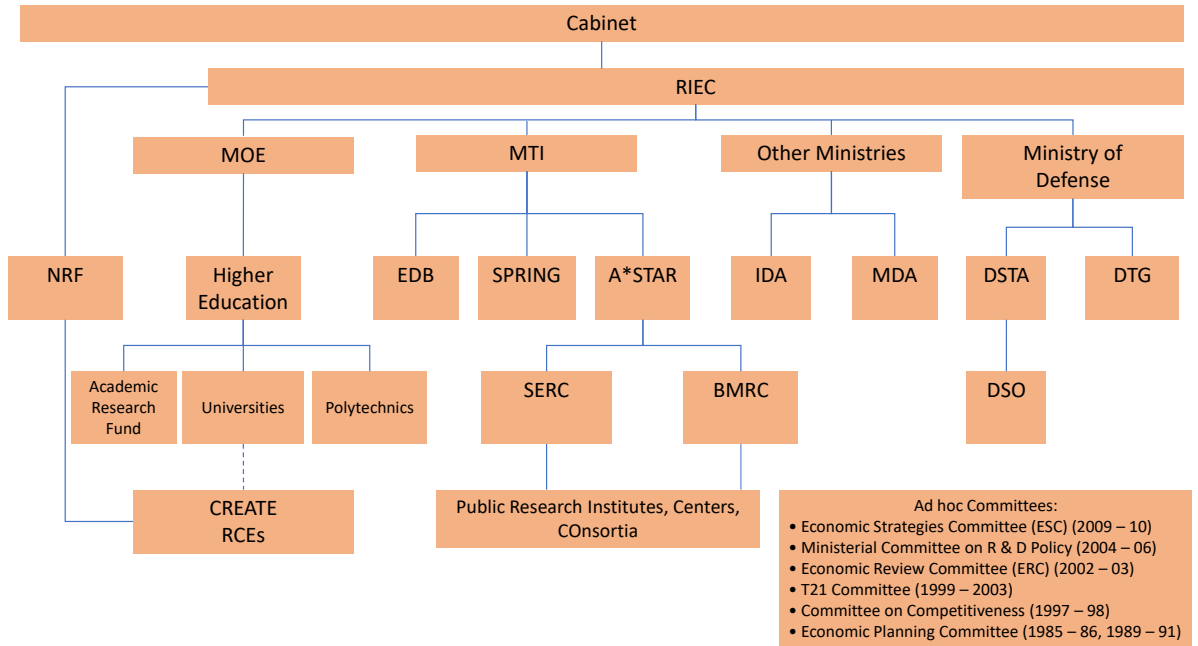 Cabinet
RIEC
MOE
MTI
Other Ministries
Ministry of
Defense
NRF
Higher
Education
EDB
SPRING
A*STAR
IDA
MDA
DSTA
DTG
Academic
Research
Fund
Universities
Polytechnics
SERC
BMRC
DSO
CREATE
RCEs
Public Research Institutes, Centers,
COnsortia
Ad hoc Committees:
• Economic Strategies Committee (ESC) (2009 – 10)
• Ministerial Committee on R & D Policy (2004 – 06)
• Economic Review Committee (ERC) (2002 – 03)
• T21 Committee (1999 – 2003)
• Committee on Competitiveness (1997 – 98)
• Economic Planning Committee (1985 – 86, 1989 – 91)